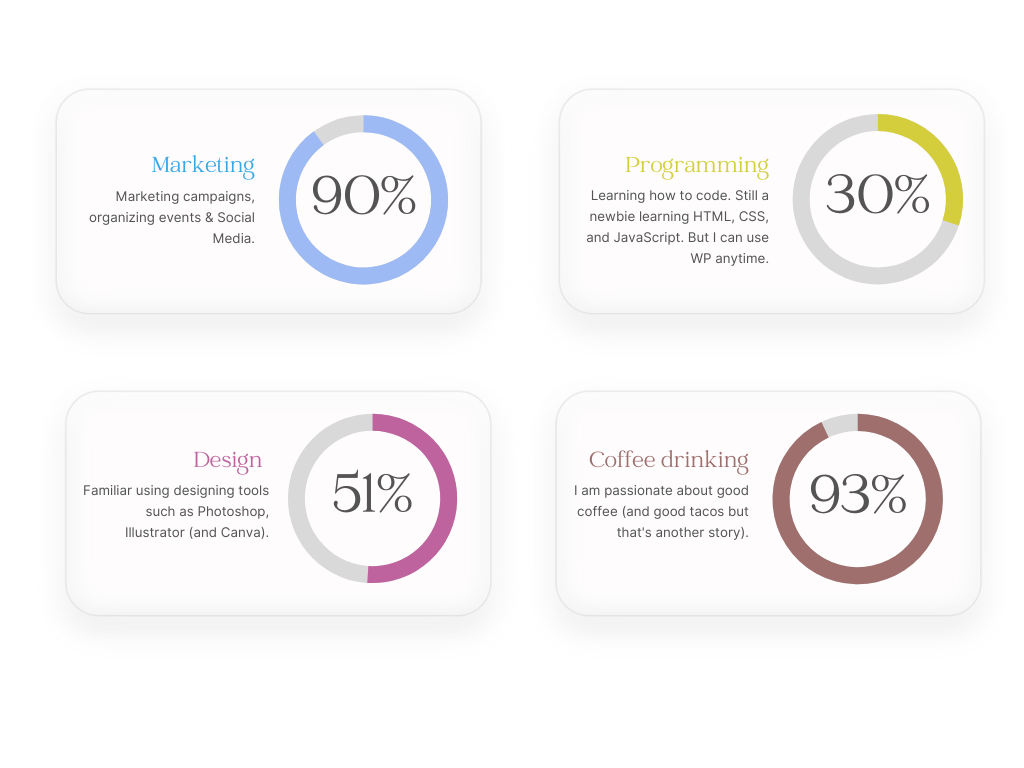 Marketing
Marketing campaigns,
organizing events & Social
Media.
90%
Programming
Learning how to code. Still a
newbie learning HTML, CSS,
and JavaScript. But I can use
WP anytime.
30%
Design
Familiar using designing tools
such as Photoshop,
Illustrator (and Canva).
51%
Coffee drinking
I am passionate about good
coffee (and good tacos but
that's another story).
93%